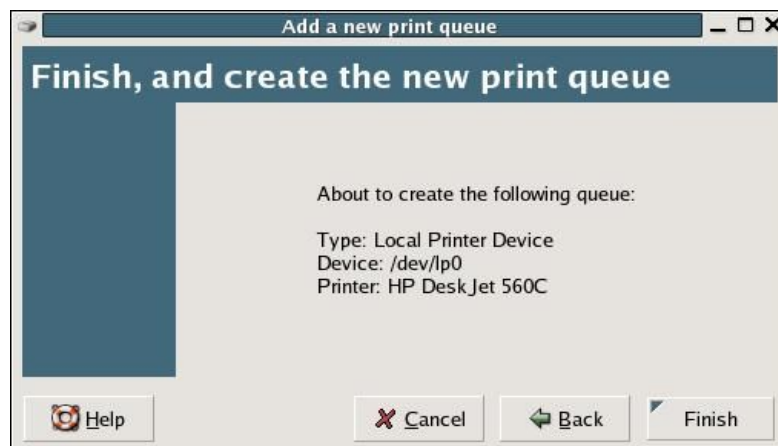 Add a new print queue
Finish, and create the new print queue
About to create the following queue:
Type: Local Printer Device
Device: /dev/lp0
Printer: HP DeskJet 560C
Help
Cancel
Back
Finish